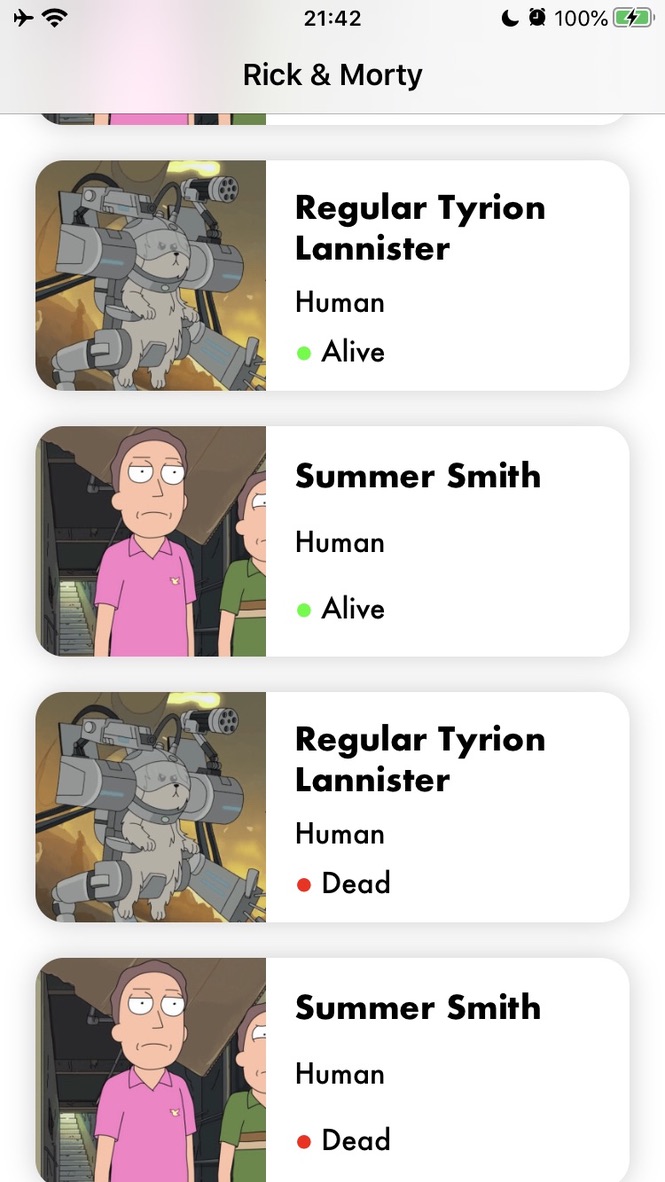 21:42
100%
Rick & Morty
Regular Tyrion
Lannister
Human
Alive
Summer Smith
Human
Alive
Regular Tyrion
Lannister
Human
Dead
Summer Smith
Human
Dead